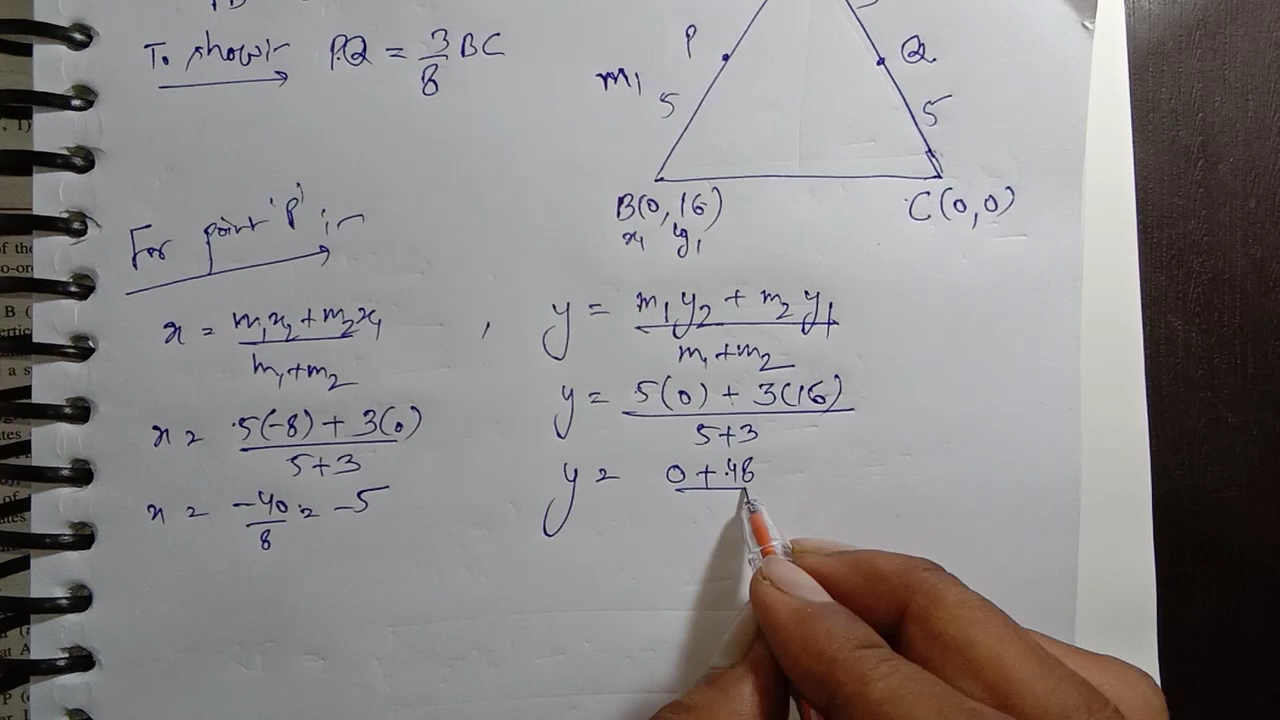 To show:- PQ = 3/8 BC
P
Q
m1
5
5
B(0, 16)
x1 y1
C(0,0)
For point 'P' :-
x = m1x2 + m2x1 / m1+m2 , y = m1y2 + m2y1 / m1+m2
x = 5(-8) + 3(0) / 5+3
y = 5(0) + 3(16) / 5+3
x = -40/8 = -5
y = 0 + 48